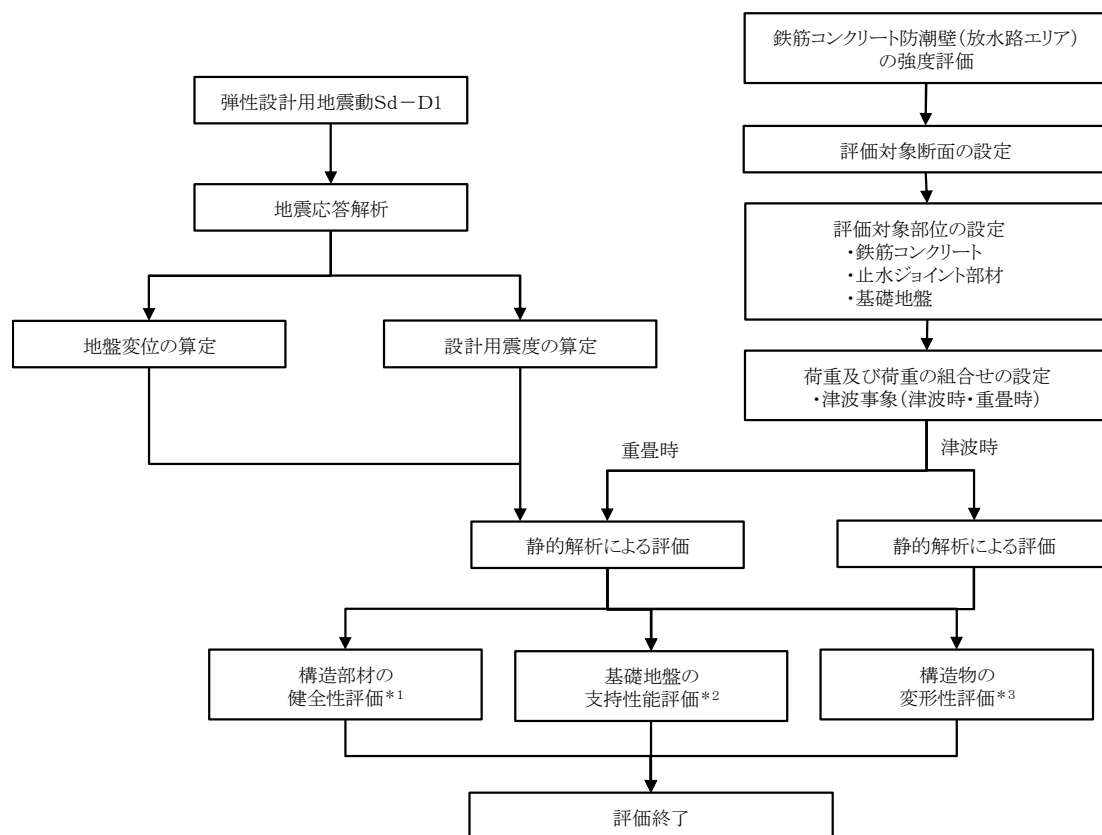 鉄筋コンクリート防潮壁(放水路エリア)
の強度評価
弾性設計用地震動Sd-D1
評価対象断面の設定
地震応答解析
評価対象部位の設定
・鉄筋コンクリート
・止水ジョイント部材
・基礎地盤
地盤変位の算定
設計用震度の算定
荷重及び荷重の組合せの設定
・津波事象(津波時・重畳時)
重畳時
津波時
静的解析による評価
静的解析による評価
構造部材の
健全性評価*1
基礎地盤の
支持性能評価*2
構造物の
変形性評価*3
評価終了